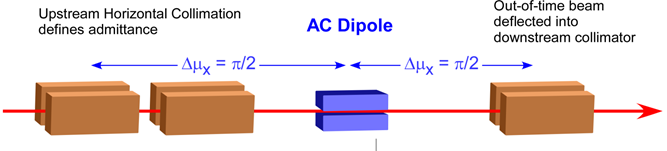 Upstream Horizontal Collimation
defines admittance
AC Dipole
Out-of-time beam
deflected into
downstream collimator
Δμx = π/2
Δμx = π/2